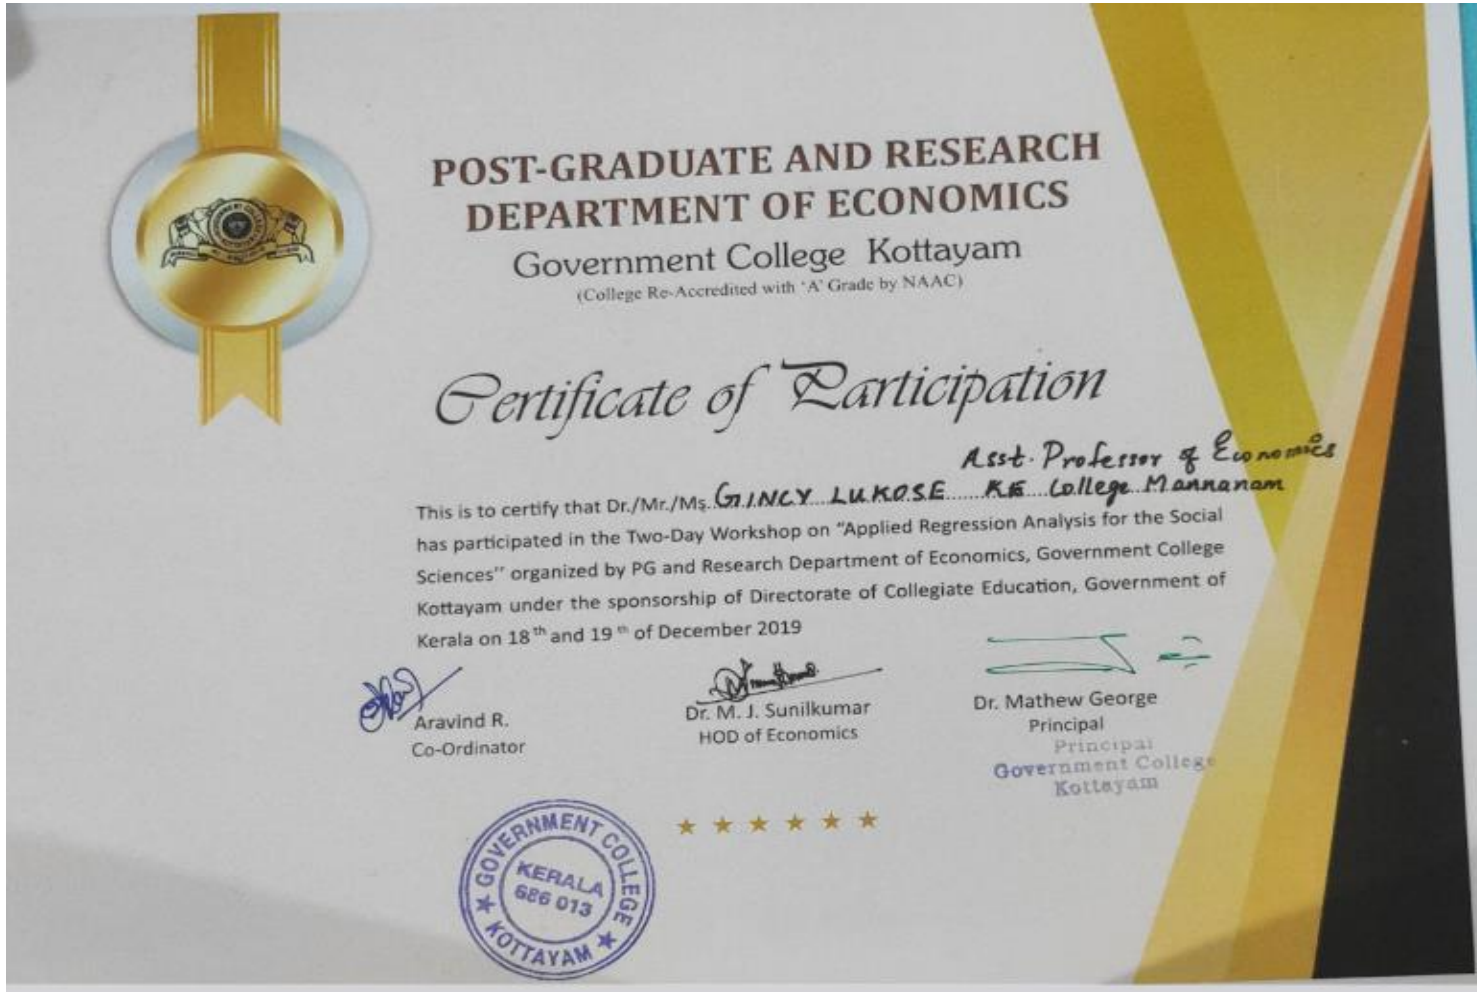 POST-GRADUATE AND RESEARCH
DEPARTMENT OF ECONOMICS
Government College Kottayam
(College Re-Accredited with 'A' Grade by NAAC)
Certificate of Participation
Asst. Professor of Economics
This is to certify that Dr./Mr./Ms. GINCY LUKOSE KE College Mannanam
has participated in the Two-Day Workshop on "Applied Regression Analysis for the Social
Sciences" organized by PG and Research Department of Economics, Government College
Kottayam under the sponsorship of Directorate of Collegiate Education, Government of
Kerala on 18th and 19th of December 2019
Aravind R.
Co-Ordinator
Dr. M. J. Sunilkumar
HOD of Economics
Dr. Mathew George
Principal
Principal
Government College
Kottayam
GOVERNMENT COLLEGE
KERALA
686 013
KOTTAYAM